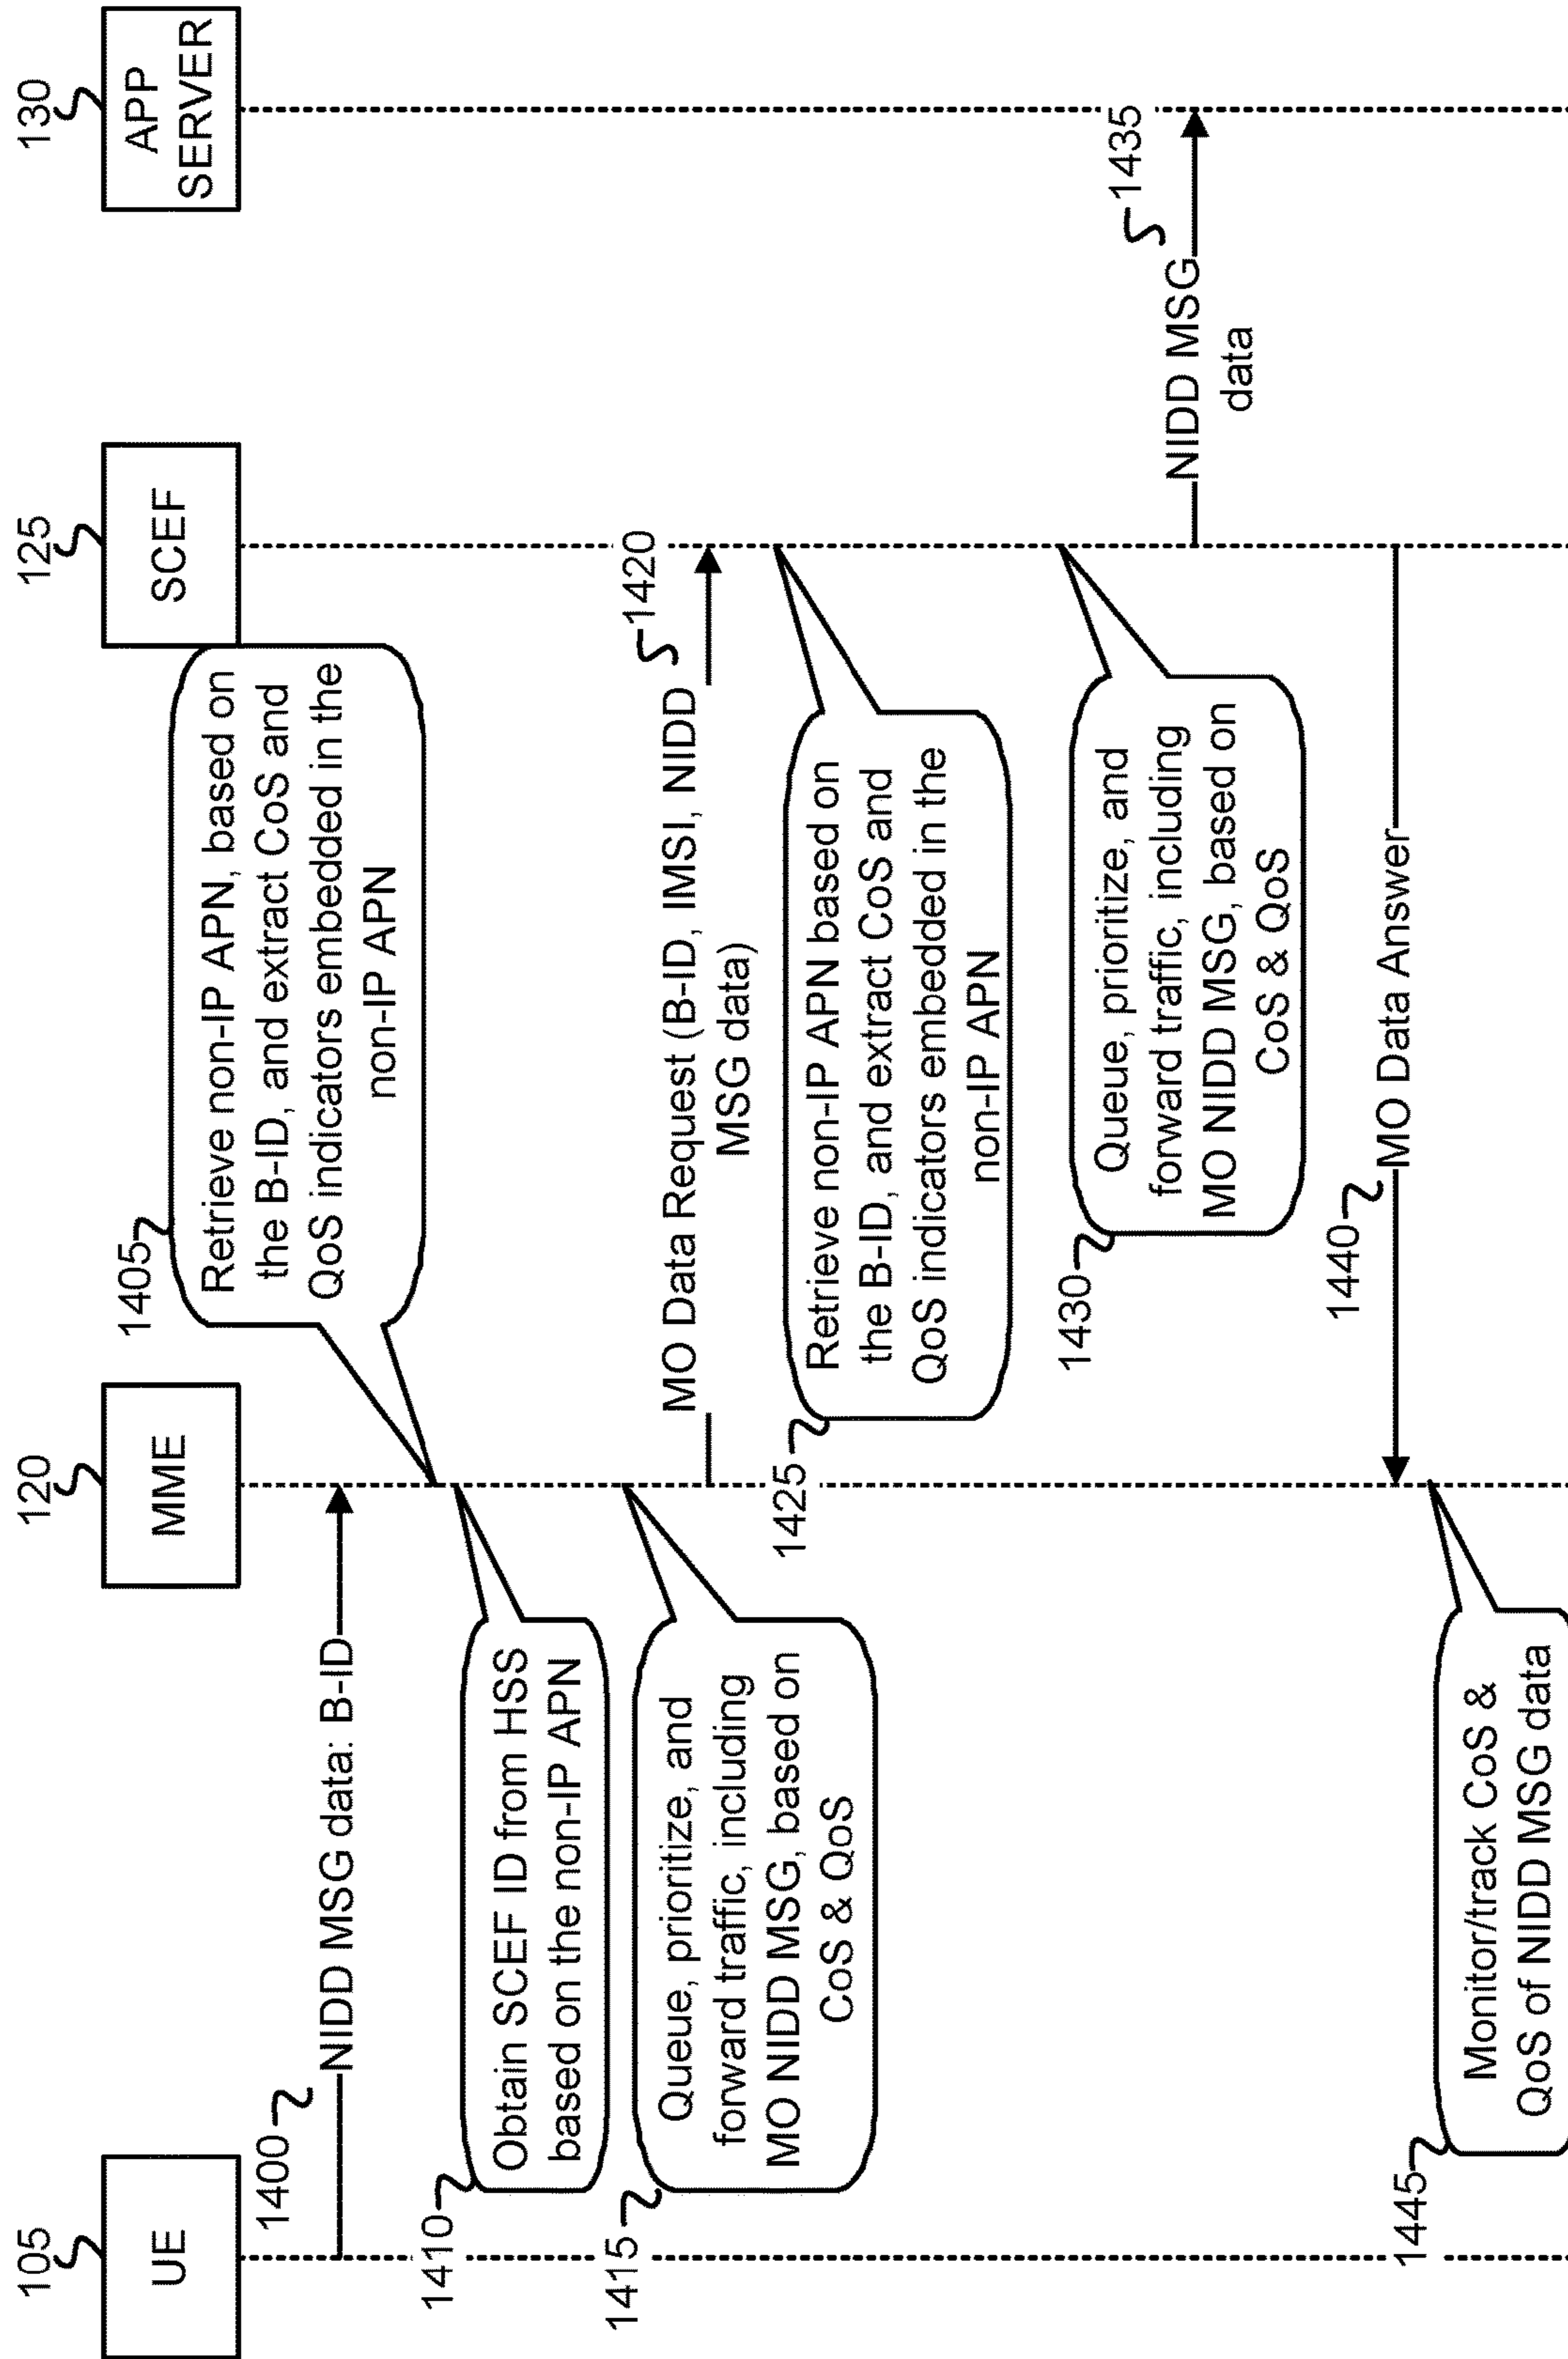 105
UE
120
MME
125
SCEF
130
APP
SERVER
1400
NIDD MSG data: B-ID
1405
Retrieve non-IP APN, based on
the B-ID, and extract CoS and
QoS indicators embedded in the
non-IP APN
1410
Obtain SCEF ID from HSS
based on the non-IP APN
1415
Queue, prioritize, and
forward traffic, including
MO NIDD MSG, based on
CoS & QoS
MO Data Request (B-ID, IMSI, NIDD
MSG data)
1420
1425
Retrieve non-IP APN based on
the B-ID, and extract CoS and
QoS indicators embedded in the
non-IP APN
1430
Queue, prioritize, and
forward traffic, including
MO NIDD MSG, based on
CoS & QoS
NIDD MSG
data
1435
1440
MO Data Answer
1445
Monitor/track CoS &
QoS of NIDD MSG data